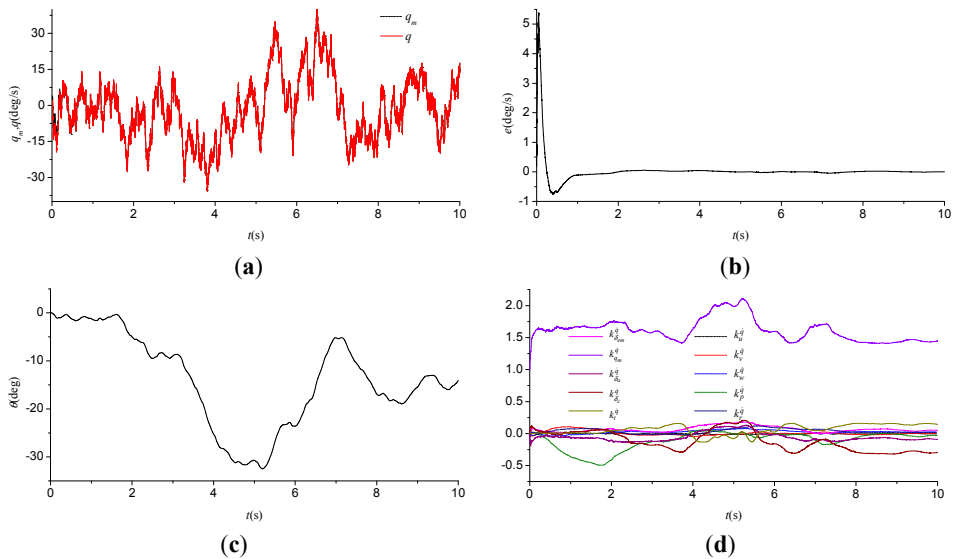 30
15
0
-15
-30
q_m,q(deg/s)
q_m
q
0 2 4 6 8 10
t(s)
(a)
5
4
3
2
1
0
-1
e(deg/s)
0 2 4 6 8 10
t(s)
(b)
0
-10
-20
-30
θ(deg)
0 2 4 6 8 10
t(s)
(c)
2.0
1.5
1.0
0.5
0.0
-0.5
0 2 4 6 8 10
t(s)
(d)